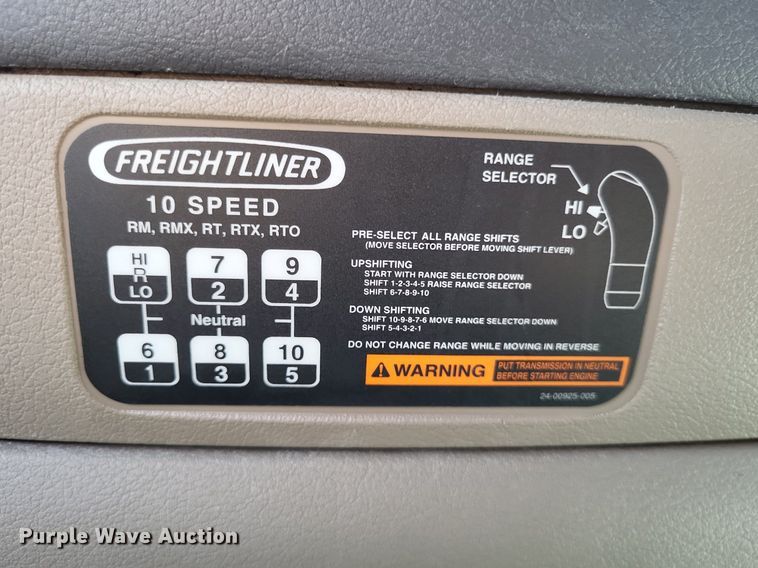 FREIGHTLINER
10 SPEED
RM, RMX, RT, RTX, RTO
HI
R
LO
7
2
9
4
Neutral
6
1
8
3
10
5
RANGE
SELECTOR
HI
LO
PRE-SELECT ALL RANGE SHIFTS
(MOVE SELECTOR BEFORE MOVING SHIFT LEVER)
UPSHIFTING
START WITH RANGE SELECTOR DOWN
SHIFT 1-2-3-4-5 RAISE RANGE SELECTOR
SHIFT 6-7-8-9-10
DOWN SHIFTING
SHIFT 10-9-8-7-6 MOVE RANGE SELECTOR DOWN
SHIFT 5-4-3-2-1
DO NOT CHANGE RANGE WHILE MOVING IN REVERSE
WARNING
PUT TRANSMISSION IN NEUTRAL
BEFORE STARTING ENGINE
24-00925-005
Purple Wave Auction